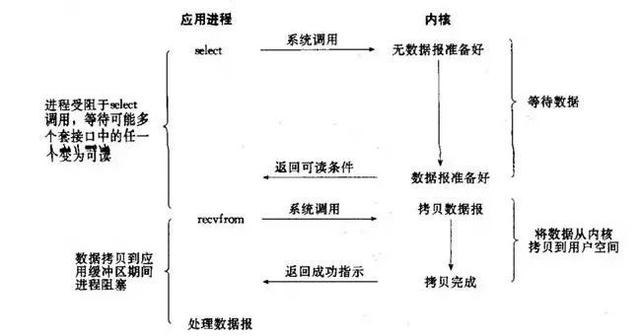 应用进程
内核
select
系统调用
无数据报准备好
进程受阻于select
调用，等待可能多
个套接口中的任一
个变为可读
等待数据
返回可读条件
数据报准备好
recvfrom
系统调用
拷贝数据报
数据拷贝到应
用缓冲区期间
进程阻塞
将数据从内核
拷贝到用户空间
返回成功指示
拷贝完成
处理数据报